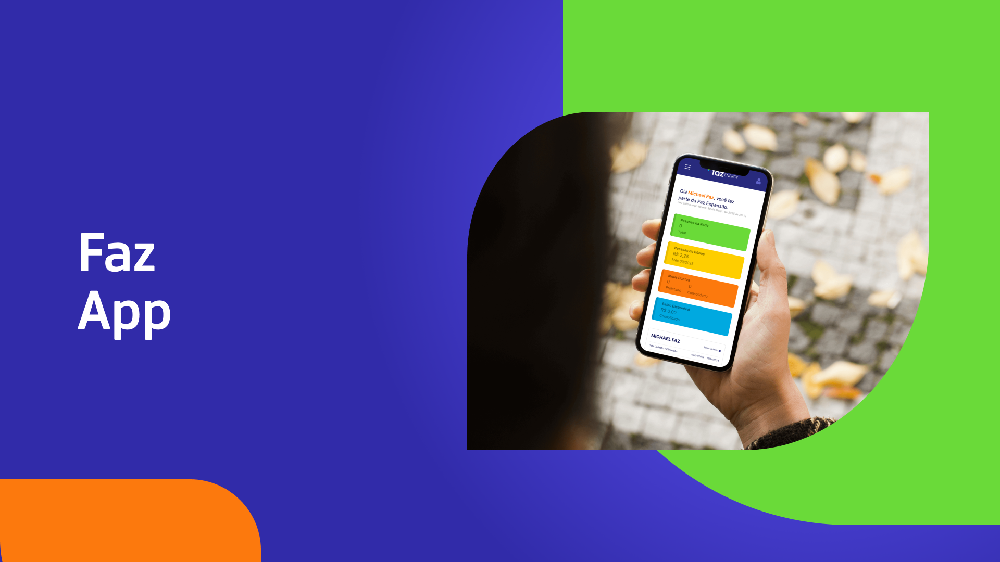 Faz
App
faz ENERGY
Olá Michael Faz, você faz
parte da Faz Expansão.
Seu último login foi em: 30 de Março de 2025 às 20:10
Pessoas na Rede
0
Total
Pessoas de Bônus
R$ 2,25
Mês 03/2025
Meus Pontos
0 0
Projetado Consolidado
Saldo Disponível
R$ 0,00
Consolidado
MICHAEL FAZ
Editar Cadastro
Data Cadastro / Efetivação 02/04/2024 11/04/2024